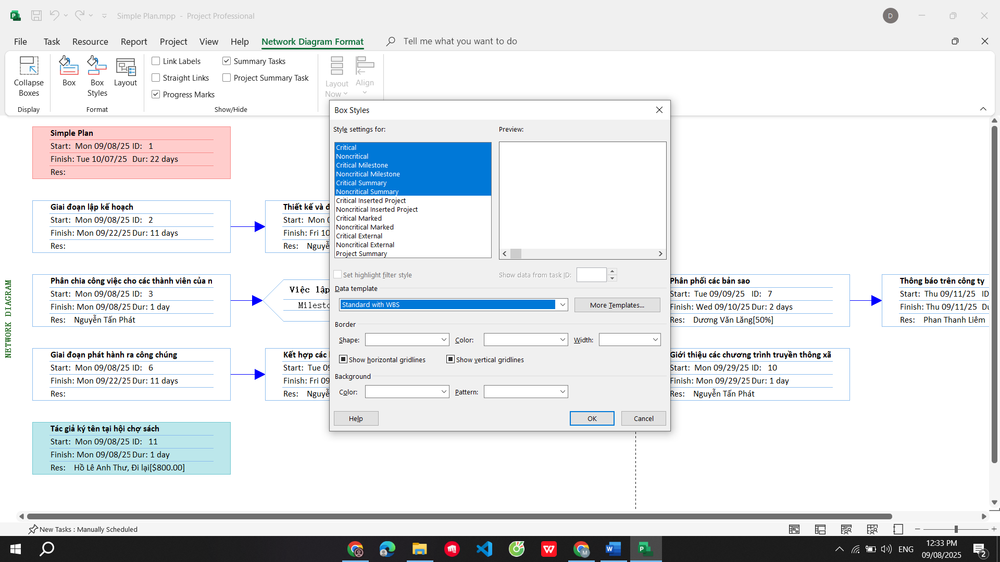 Simple Plan.mpp - Project Professional
D
File Task Resource Report Project View Help Network Diagram Format Tell me what you want to do
Collapse Boxes
Box
Box Styles
Layout
Link Labels
Straight Links
Progress Marks
Summary Tasks
Project Summary Task
Layout Now
Align
Display
Format
Show/Hide
NETWORK DIAGRAM
Simple Plan
Start: Mon 09/08/25 ID: 1
Finish: Tue 10/07/25 Dur: 22 days
Res:
Giai đoạn lập kế hoạch
Start: Mon 09/08/25 ID: 2
Finish: Mon 09/22/25 Dur: 11 days
Res:
Thiết kế và đ
Start: Mon 0
Finish: Fri 10
Res: Nguyễ
Phân chia công việc cho các thành viên của n
Start: Mon 09/08/25 ID: 3
Finish: Mon 09/08/25 Dur: 1 day
Res: Nguyễn Tấn Phát
Việc lập
Milesto
Phân phối các bản sao
Start: Tue 09/09/25 ID: 7
Finish: Wed 09/10/25 Dur: 2 days
Res: Dương Văn Lăng[50%]
Thông báo trên công ty
Start: Thu 09/11/25 ID
Finish: Thu 09/11/25 Du
Res: Phan Thanh Liêm
Giai đoạn phát hành ra công chúng
Start: Mon 09/08/25 ID: 6
Finish: Mon 09/22/25 Dur: 11 days
Res:
Kết hợp các
Start: Tue 09
Finish: Fri 09
Res: Nguyễ
Giới thiệu các chương trình truyền thông xã
Start: Mon 09/29/25 ID: 10
Finish: Mon 09/29/25 Dur: 1 day
Res: Nguyễn Tấn Phát
Tác giả ký tên tại hội chợ sách
Start: Mon 09/08/25 ID: 11
Finish: Mon 09/08/25 Dur: 1 day
Res: Hồ Lê Anh Thư, Đi lại[$800.00]
Box Styles
Style settings for:
Preview:
Critical
Noncritical
Critical Milestone
Noncritical Milestone
Critical Summary
Noncritical Summary
Critical Inserted Project
Noncritical Inserted Project
Critical Marked
Noncritical Marked
Critical External
Noncritical External
Project Summary
Set highlight filter style
Show data from task ID:
Data template
Standard with WBS
More Templates...
Border
Shape:
Color:
Width:
Show horizontal gridlines
Show vertical gridlines
Background
Color:
Pattern:
Help
OK
Cancel
New Tasks : Manually Scheduled
ENG
12:33 PM
09/08/2025
2